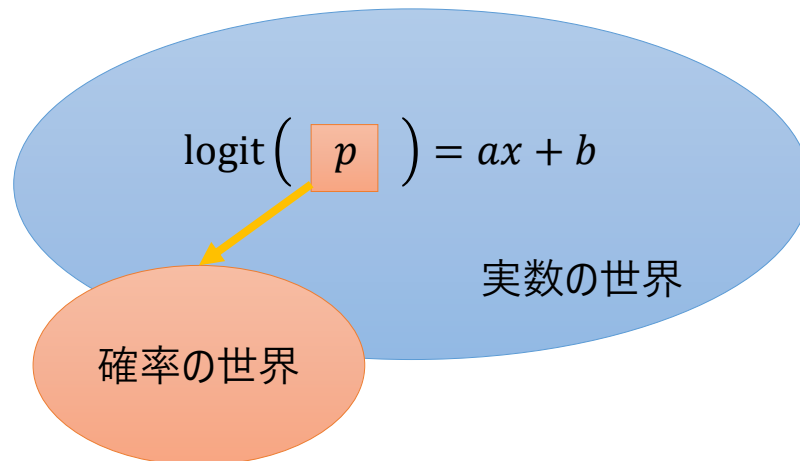 logit( p ) = ax + b
実数の世界
確率の世界